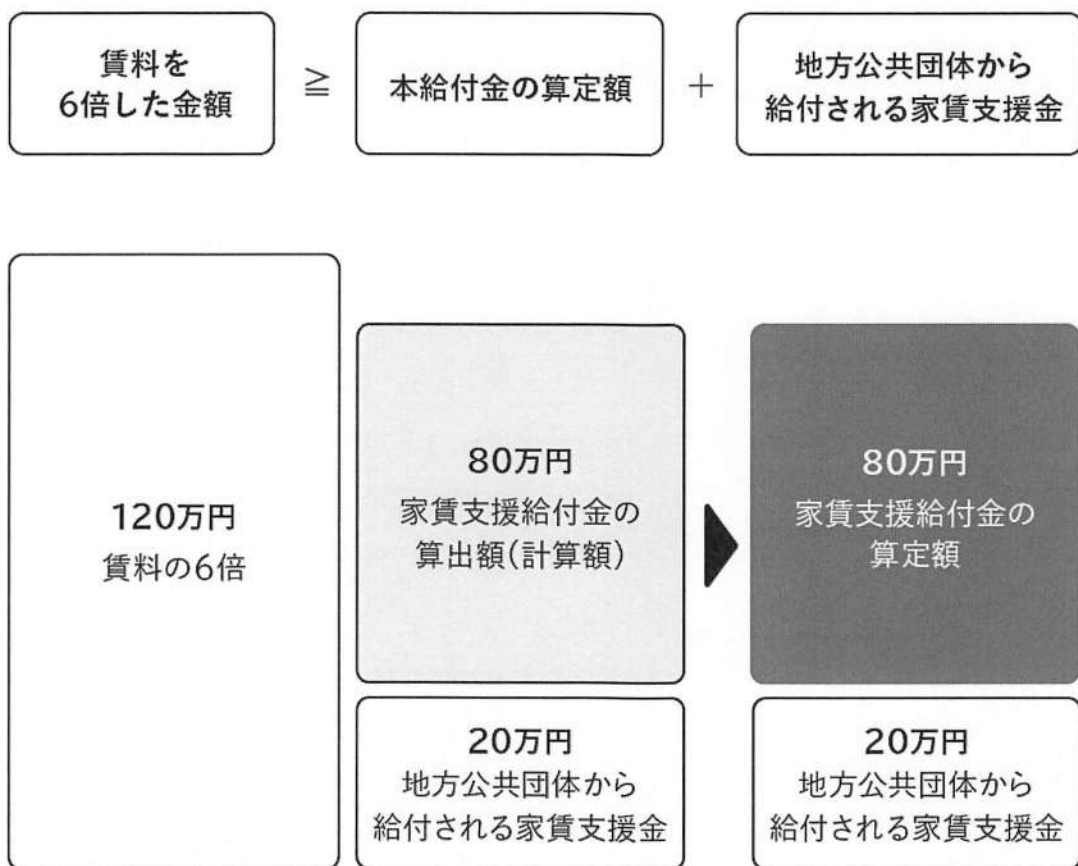 賃料を
6倍した金額
≧
本給付金の算定額
+
地方公共団体から
給付される家賃支援金
120万円
賃料の6倍
80万円
家賃支援給付金の
算出額(計算額)
80万円
家賃支援給付金の
算定額
20万円
地方公共団体から
給付される家賃支援金
20万円
地方公共団体から
給付される家賃支援金